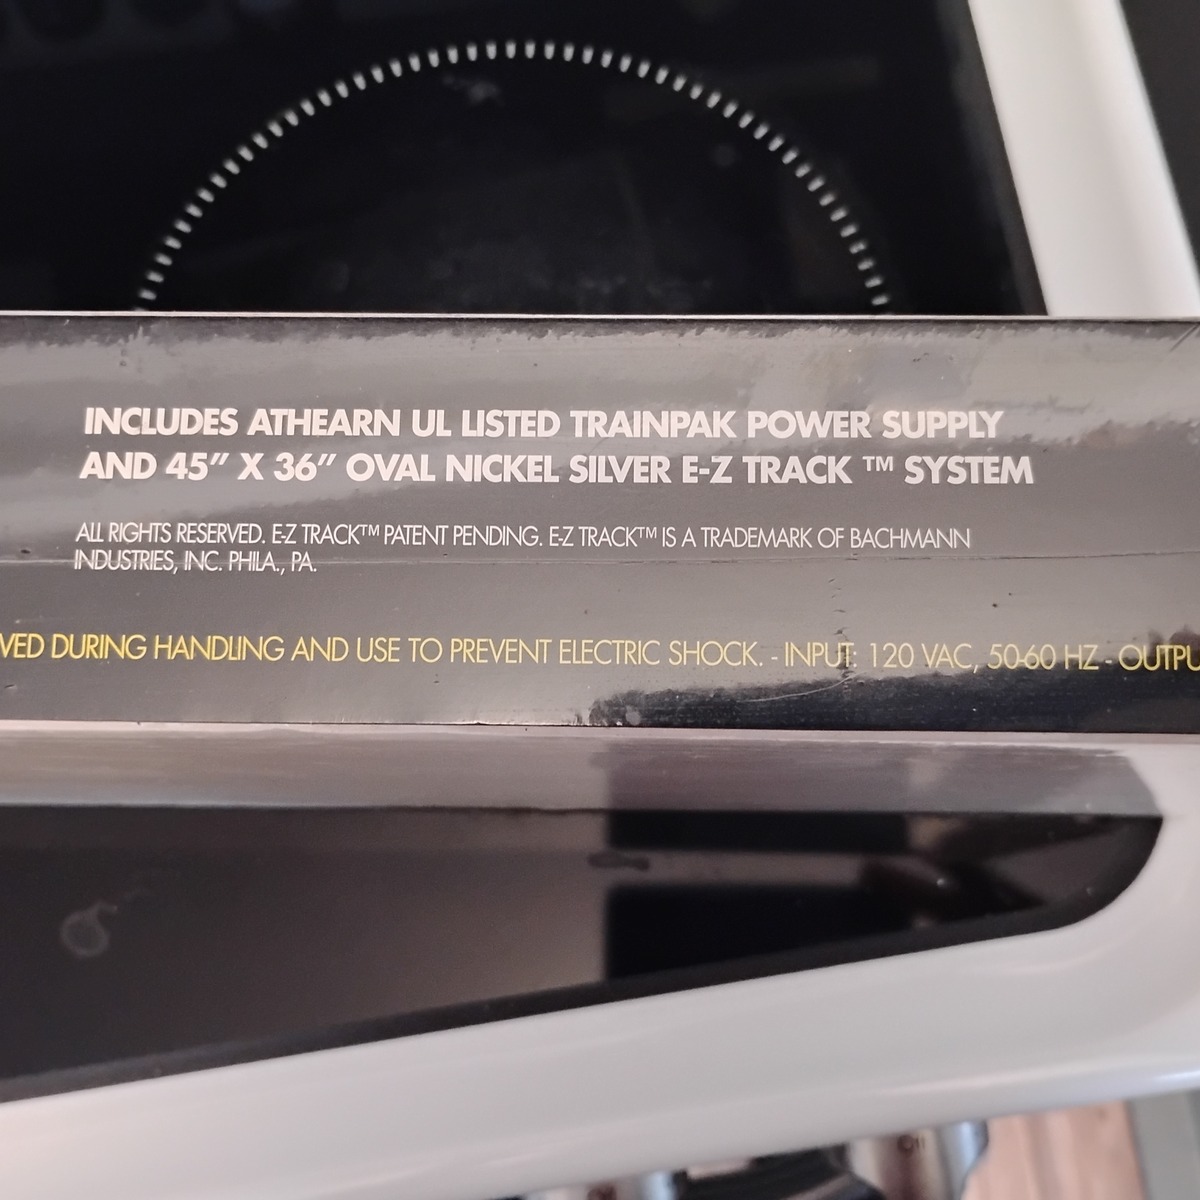 INCLUDES ATHEARN UL LISTED TRAINPAK POWER SUPPLY
AND 45" X 36" OVAL NICKEL SILVER E-Z TRACK ™ SYSTEM
ALL RIGHTS RESERVED. E-Z TRACK™ PATENT PENDING. E-Z TRACK™ IS A TRADEMARK OF BACHMANN
INDUSTRIES, INC. PHILA., PA.
VED DURING HANDLING AND USE TO PREVENT ELECTRIC SHOCK. - INPUT: 120 VAC, 50-60 HZ - OUTPU